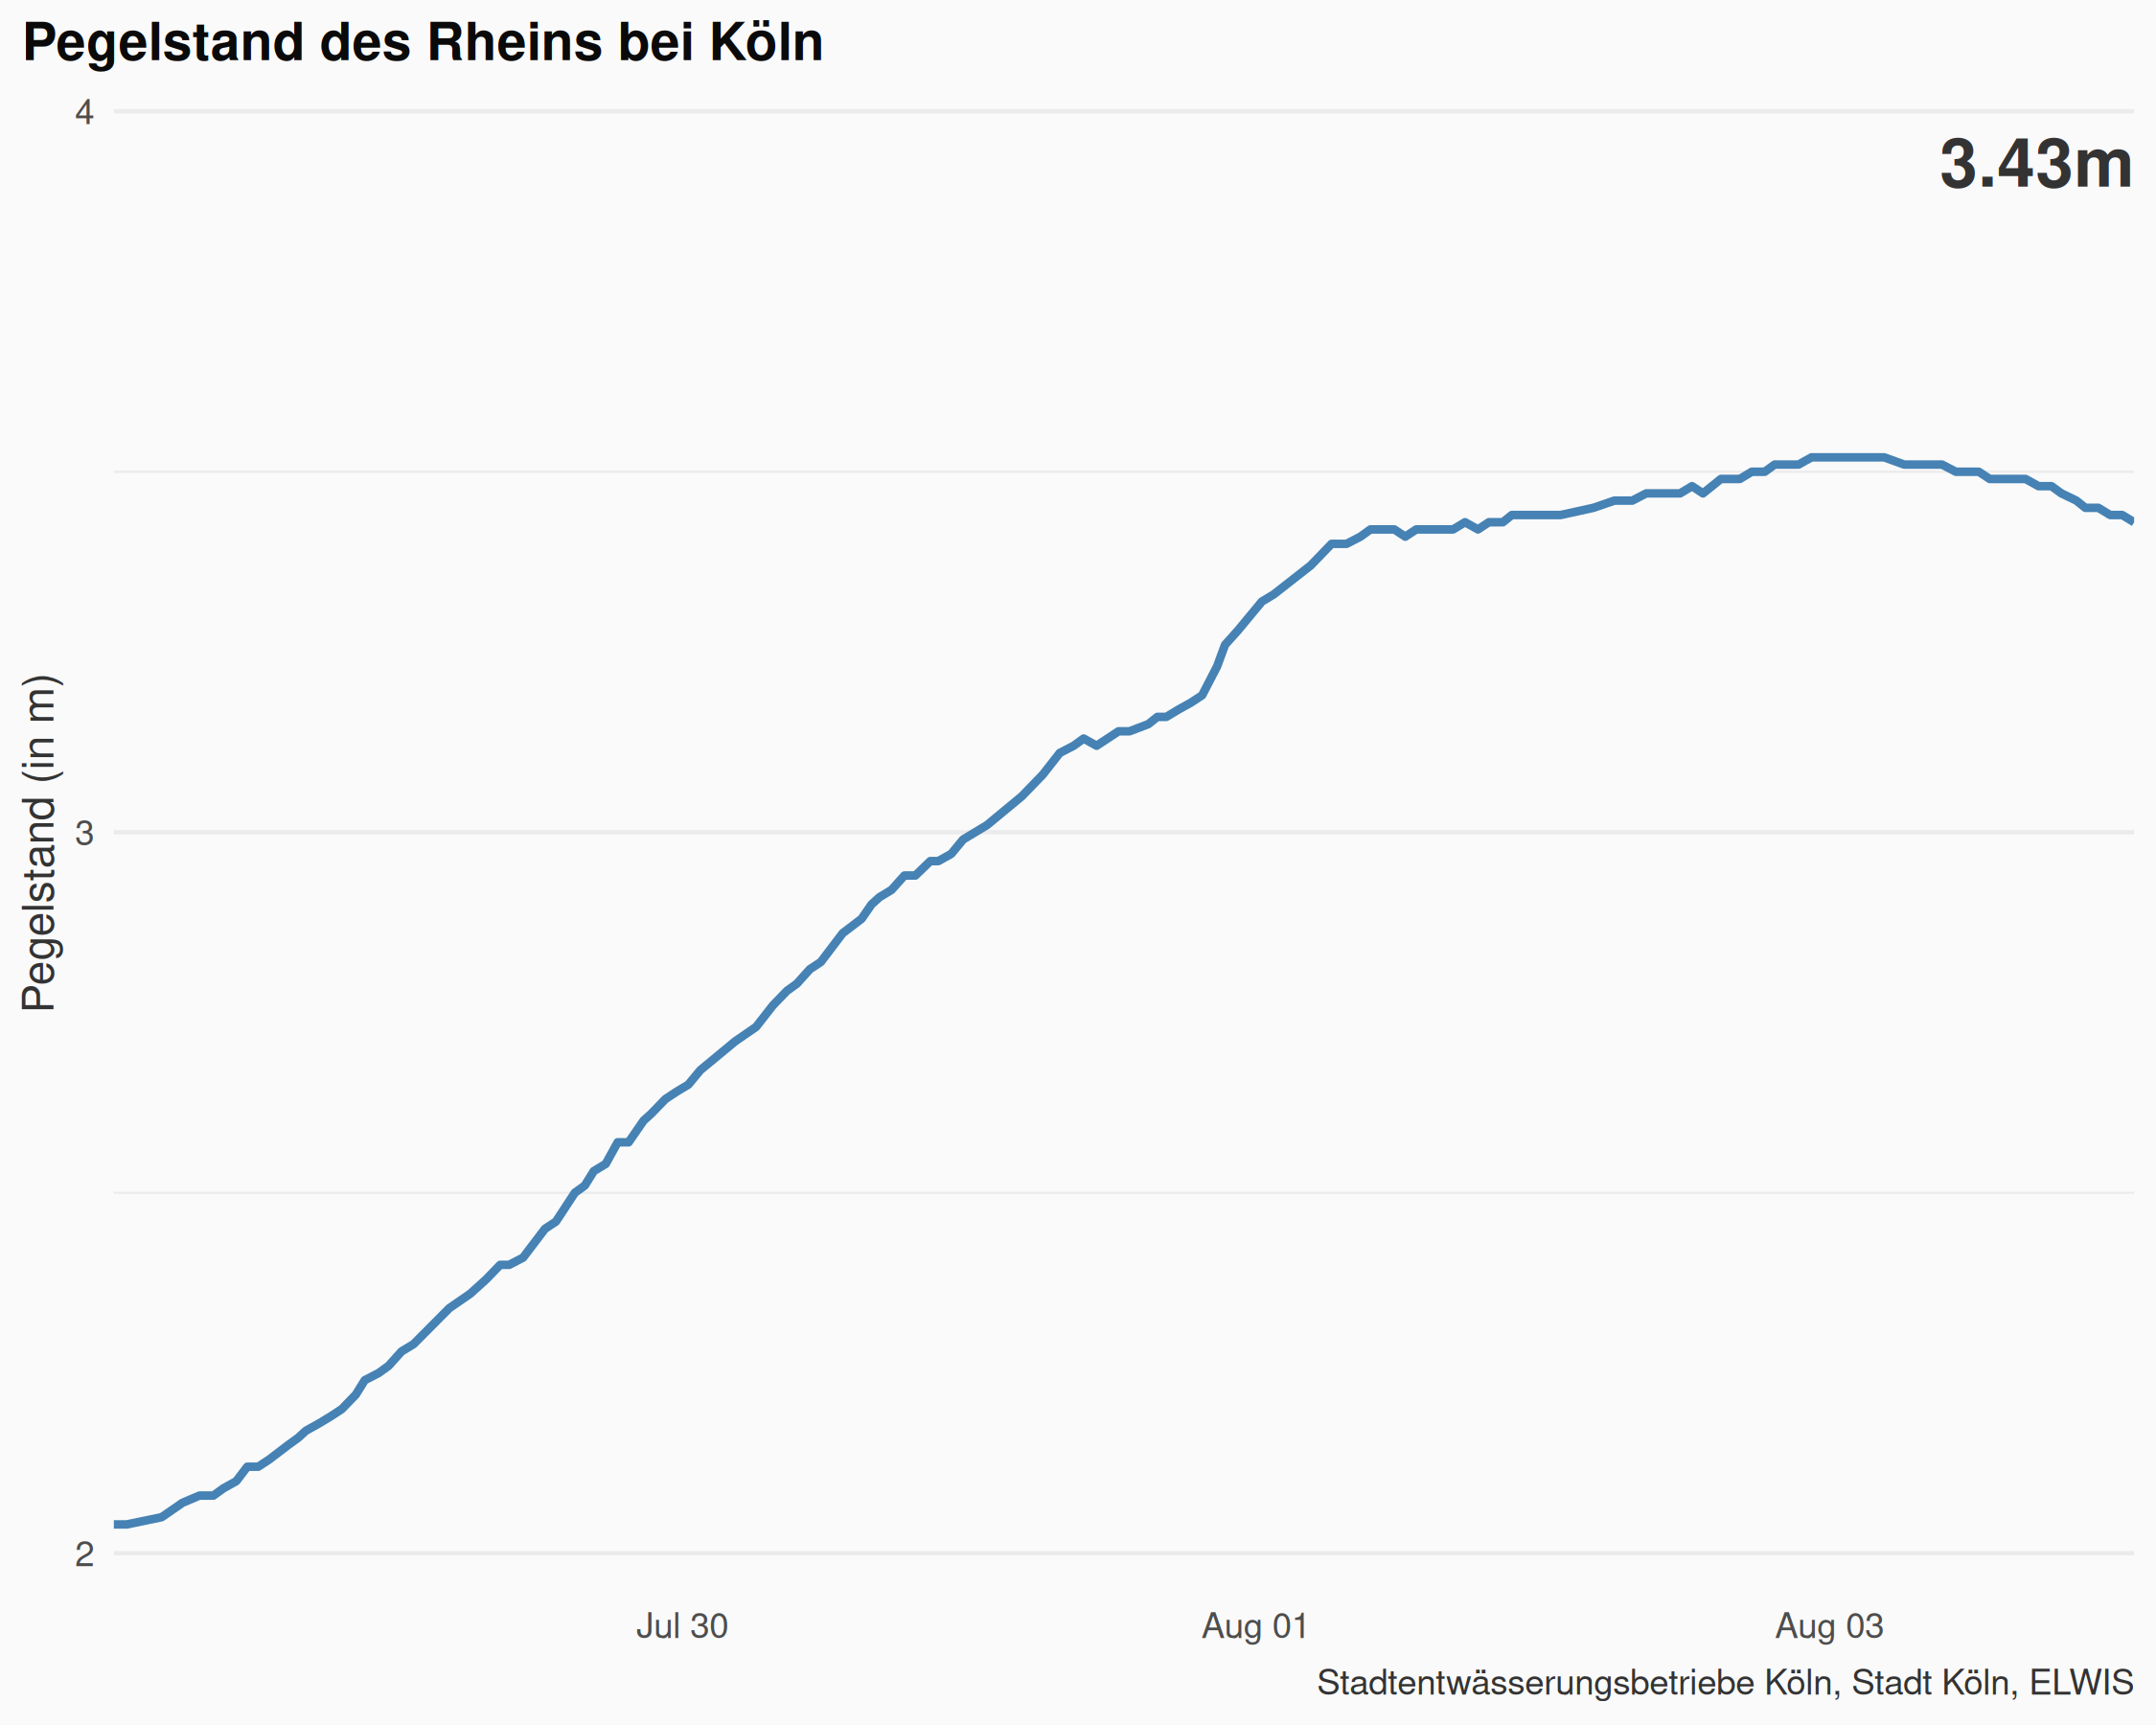 Pegelstand des Rheins bei Köln
4
3.43m
Pegelstand (in m)
3
2
Jul 30
Aug 01
Aug 03
Stadtentwässerungsbetriebe Köln, Stadt Köln, ELWIS